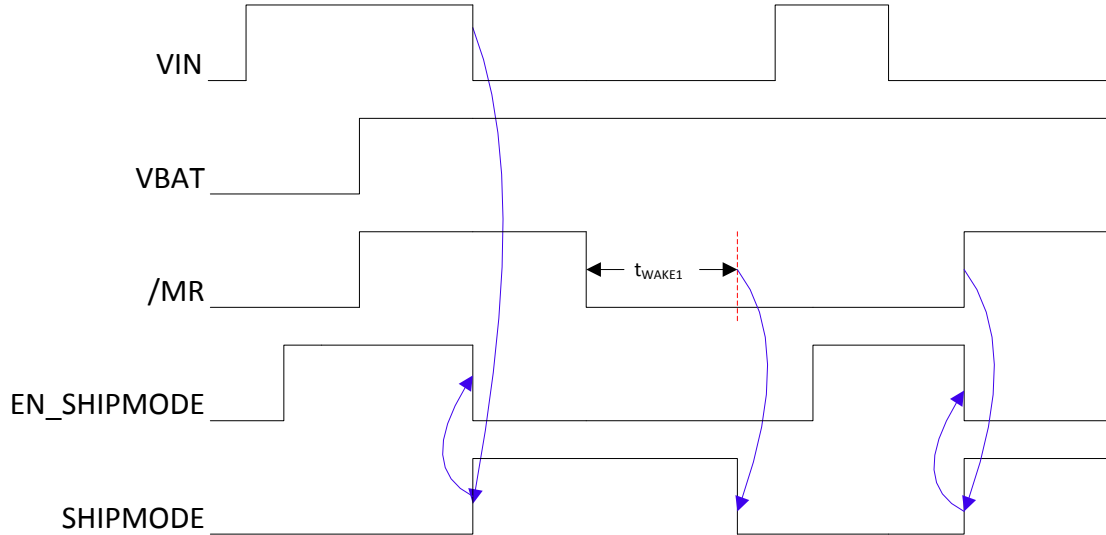 VIN
VBAT
/MR
tWAKE1
EN_SHIPMODE
SHIPMODE